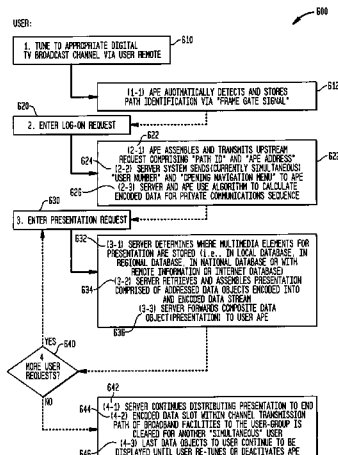 600
USER:
1. TUNE TO APPROPRIATE DIGITAL
TV BROADCAST CHANNEL VIA USER REMOTE
610
(1-1) APE AUOTHATICALLY DETECTS AND STORES
PATH IDENTIFICATION VIA "FRAME GATE SIGNAL"
612
620
2. ENTER LOG-ON REQUEST
622
(2-1) APE ASSEMBLES AND TRANSMITS UPSTREAM
REQUEST COMPRISING "PATH ID" AND "APE ADDRESS"
624
(2-2) SERVER SYSTEM SENDS(CURRENTLY SIMULTANEOUS)
"USER NUMBER" AND "OPENING NAVIGATION MENU" TO APE
626
(2-3) SERVER AND APE USE ALGORITHM TO CALCULATE
ENCODED DATA FOR PRIVATE COMMUNICATIONS SEQUENCE
630
3. ENTER PRESENTATION REQUEST
632
(3-1) SERVER DETERMINES WHERE MULTIMEDIA ELEMENTS FOR
PRESENTATION ARE STORED (i.e.. IN LOCAL DATABASE, IN
REGIONAL DATABASE, IN NATIONAL DATABASE OR WITH
REMOTE INFORMATION OR INTERNET DATABASE)
634
(3-2) SERVER RETRIEVES AND ASSEMBLES PRESENTATION
COMPRISED OF ADDRESSED DATA OBJECTS ENCODED INTO
AND ENCODED DATA STREAM
(3-3) SERVER FORWARDS COMPOSITE DATA
OBJECT(PRESENTATION) TO USER APE
636
YES
640
4
MORE USER
REQUESTS?
NO
642
(4-1) SERVER CONTINUES DISTRIBUTING PRESENTATION TO END
644
(4-2) ENCODED DATA SLOT WITHIN CHANNEL TRANSMISSION
PATH OF BROADBAND FACILITIES TO THE USER-GROUP IS
CLEARED FOR ANOTHER "SIMULTANEOUS" USER
646
(4-3) LAST DATA OBJECTS TO USER CONTINUE TO BE
DISPLAYED UNTIL USER RE-TUNES OR DEACTIVATES APE